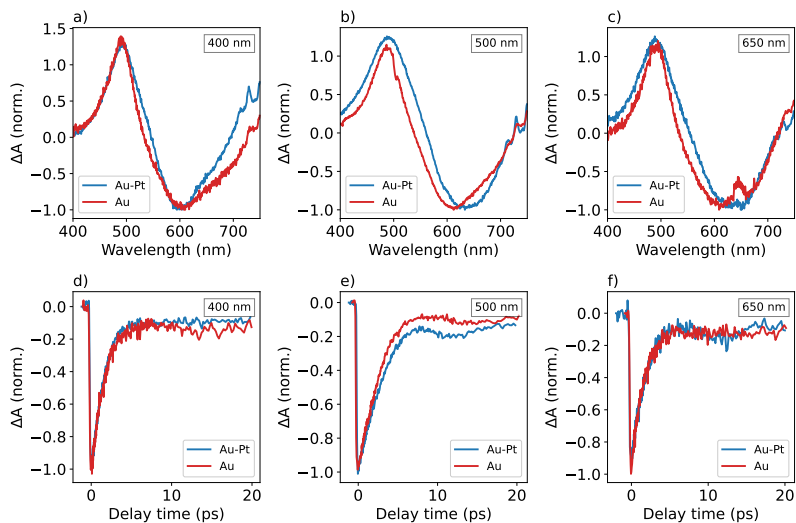 a)
400 nm
1.5
1.0
0.5
0.0
−0.5
−1.0
ΔA (norm.)
Au-Pt
Au
400
500
600
700
Wavelength (nm)
b)
500 nm
1.5
1.0
0.5
0.0
−0.5
−1.0
ΔA (norm.)
Au-Pt
Au
400
500
600
700
Wavelength (nm)
c)
650 nm
1.0
0.5
0.0
−0.5
−1.0
ΔA (norm.)
Au-Pt
Au
400
500
600
700
Wavelength (nm)
d)
400 nm
0.0
−0.2
−0.4
−0.6
−0.8
−1.0
ΔA (norm.)
Au-Pt
Au
0
10
20
Delay time (ps)
e)
500 nm
0.0
−0.2
−0.4
−0.6
−0.8
−1.0
ΔA (norm.)
Au-Pt
Au
0
10
20
Delay time (ps)
f)
650 nm
0.0
−0.2
−0.4
−0.6
−0.8
−1.0
ΔA (norm.)
Au-Pt
Au
0
10
20
Delay time (ps)